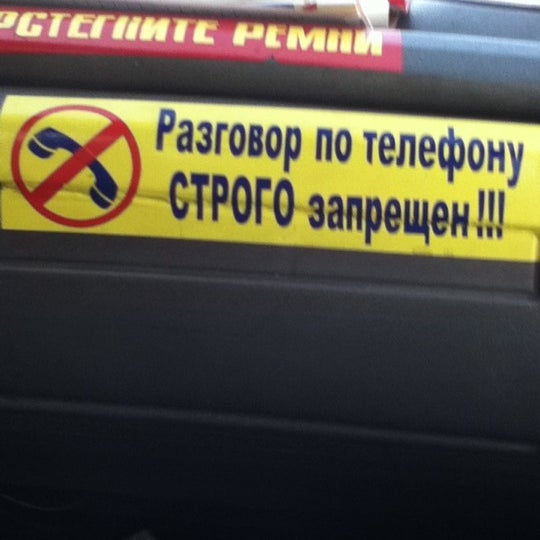 РЕМНИ
Разговор по телефону
СТРОГО запрещен!!!